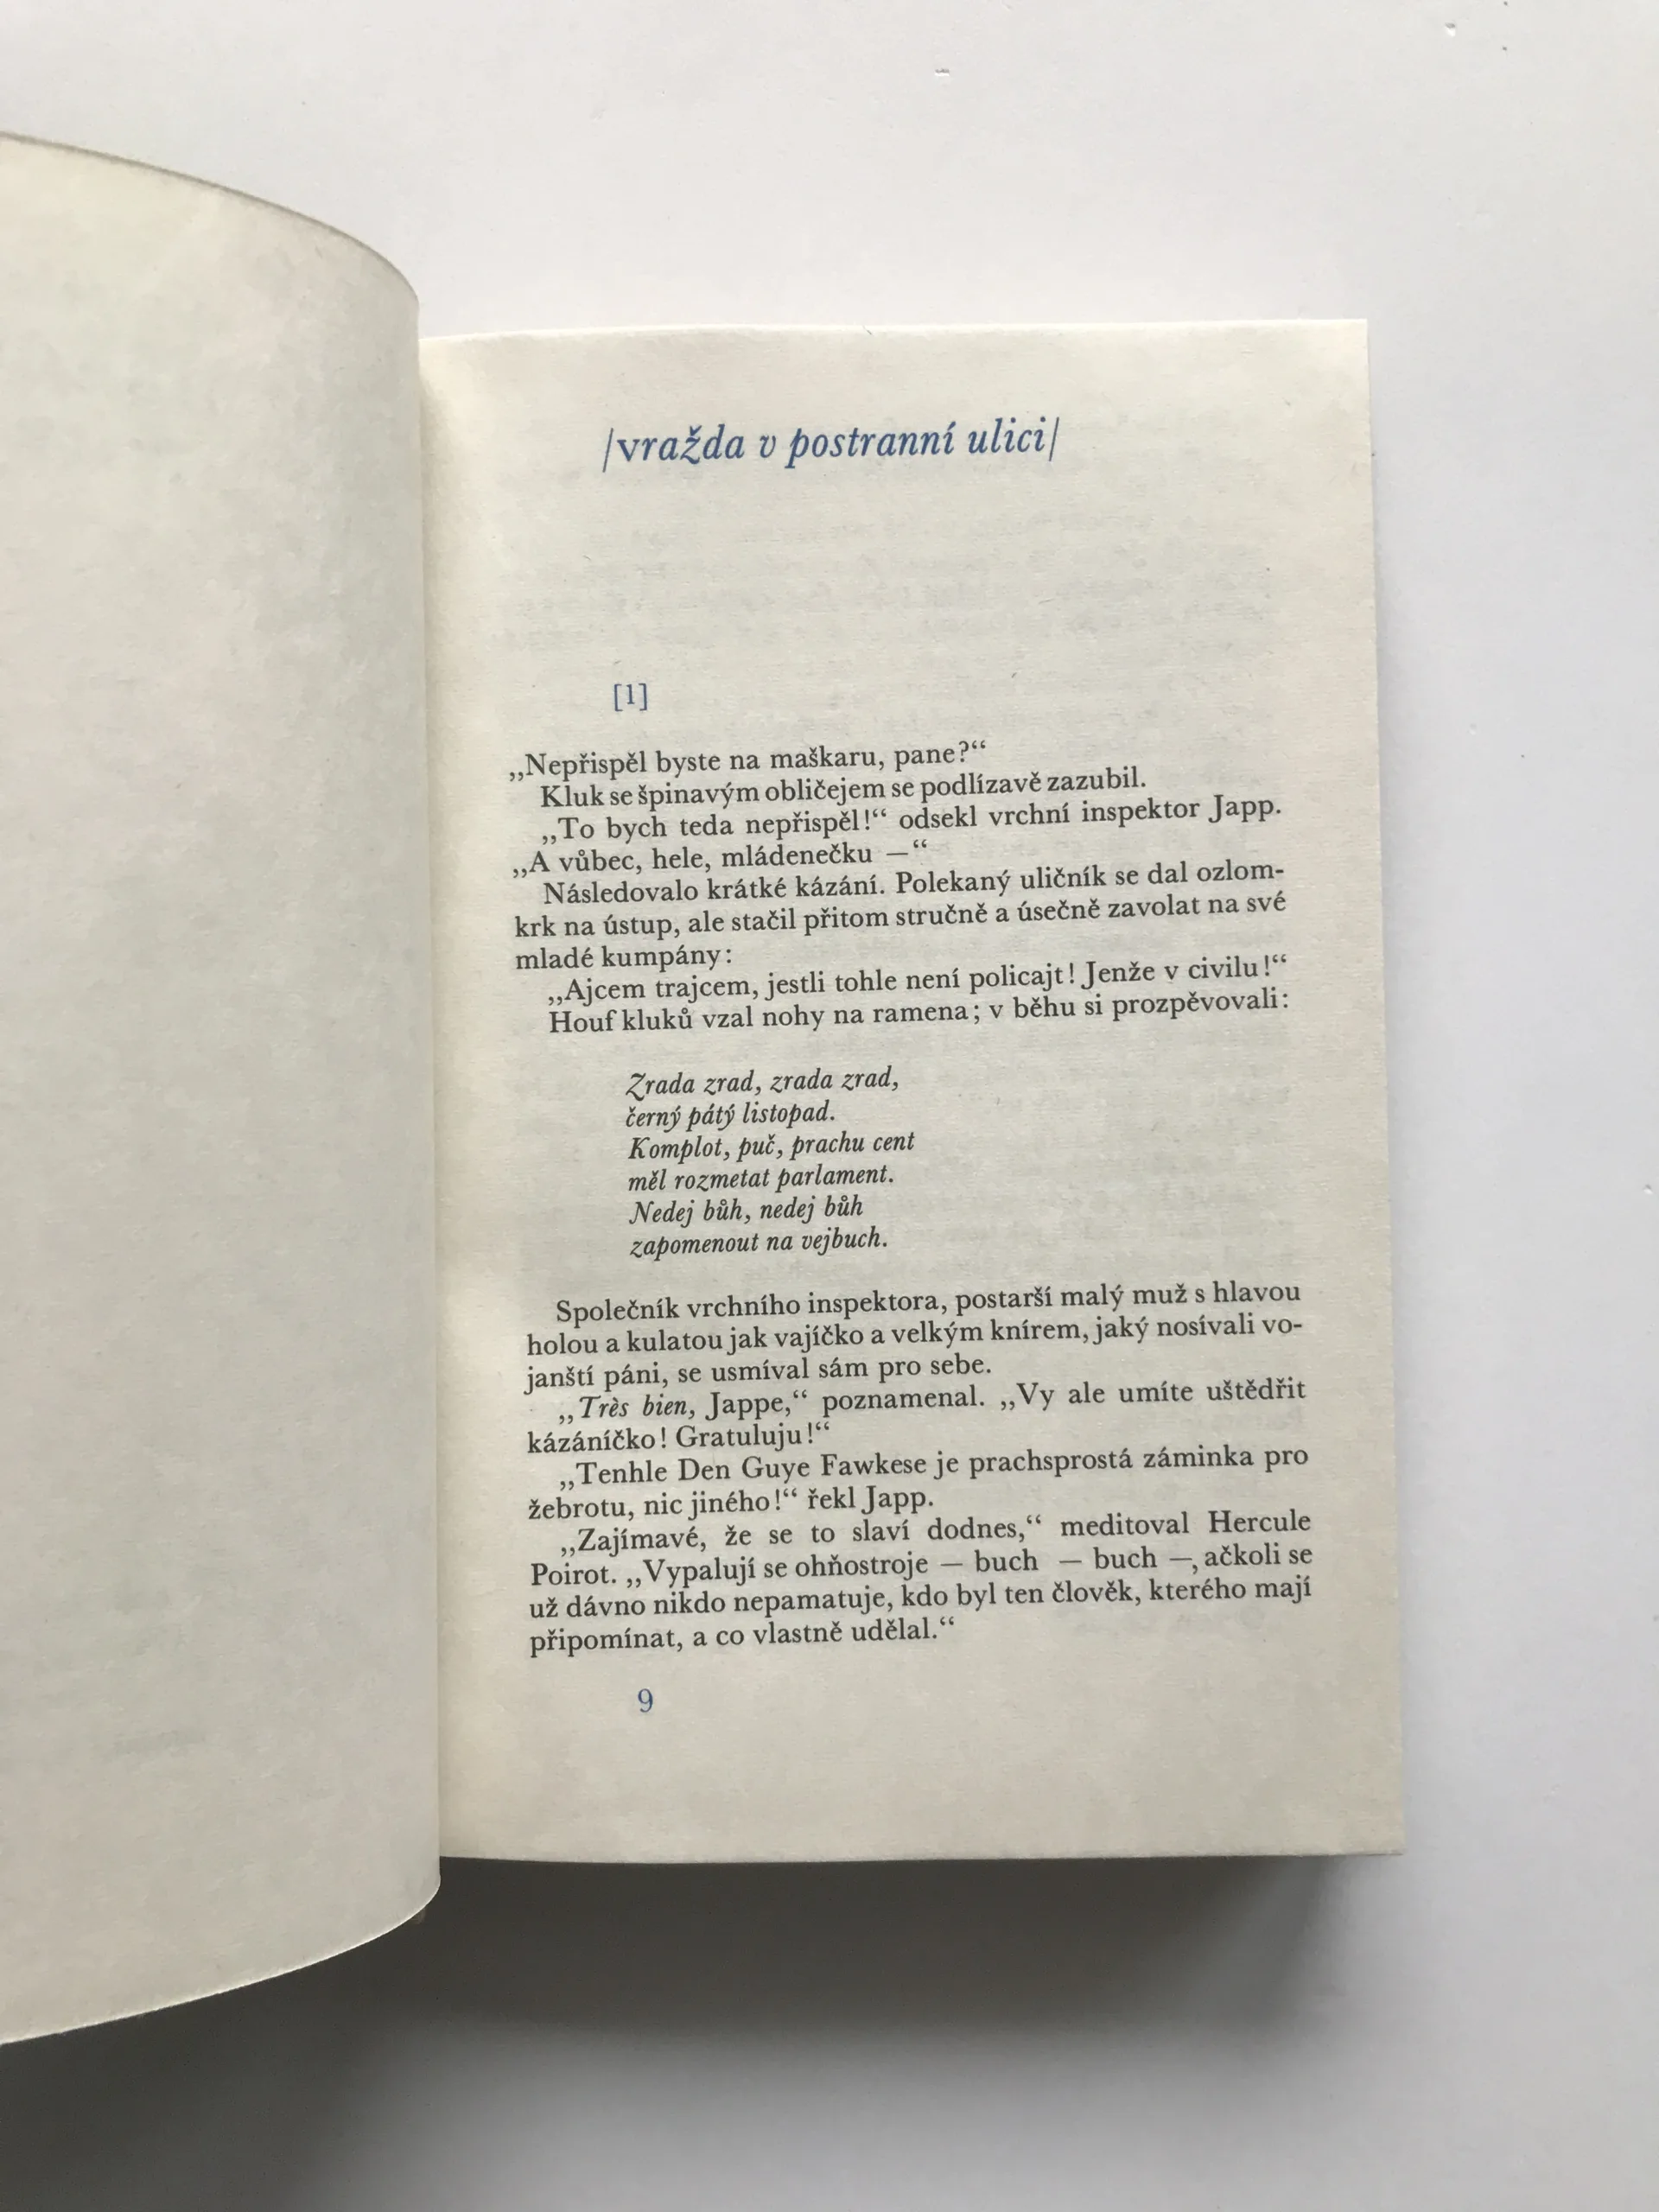 /vražda v postranní ulici/
[1]
„Nepřispěl byste na maškaru, pane?“
Kluk se špinavým obličejem se podlízavě zazubil.
„To bych teda nepřispěl!“ odsekl vrchní inspektor Japp.
„A vůbec, hele, mládenečku —“
Následovalo krátké kázání. Polekaný uličník se dal ozlom-
krk na ústup, ale stačil přitom stručně a úsečně zavolat na své
mladé kumpány:
„Ajcem trajcem, jestli tohle není policajt! Jenže v civilu!“
Houf kluků vzal nohy na ramena; v běhu si prozpěvovali:
Zrada zrad, zrada zrad,
černý pátý listopad.
Komplot, puč, prachu cent
měl rozmetat parlament.
Nedej bůh, nedej bůh
zapomenout na vejbuch.
Společník vrchního inspektora, postarší malý muž s hlavou
holou a kulatou jak vajíčko a velkým knírem, jaký nosívali vo-
janští páni, se usmíval sám pro sebe.
„Très bien, Jappe,“ poznamenal. „Vy ale umíte uštědřit
kázáníčko! Gratuluju!“
„Tenhle Den Guye Fawkese je prachsprostá záminka pro
žebrotu, nic jiného!“ řekl Japp.
„Zajímavé, že se to slaví dodnes,“ meditoval Hercule
Poirot. „Vypalují se ohňostroje — buch — buch —, ačkoli se
už dávno nikdo nepamatuje, kdo byl ten člověk, kterého mají
připomínat, a co vlastně udělal.“
9